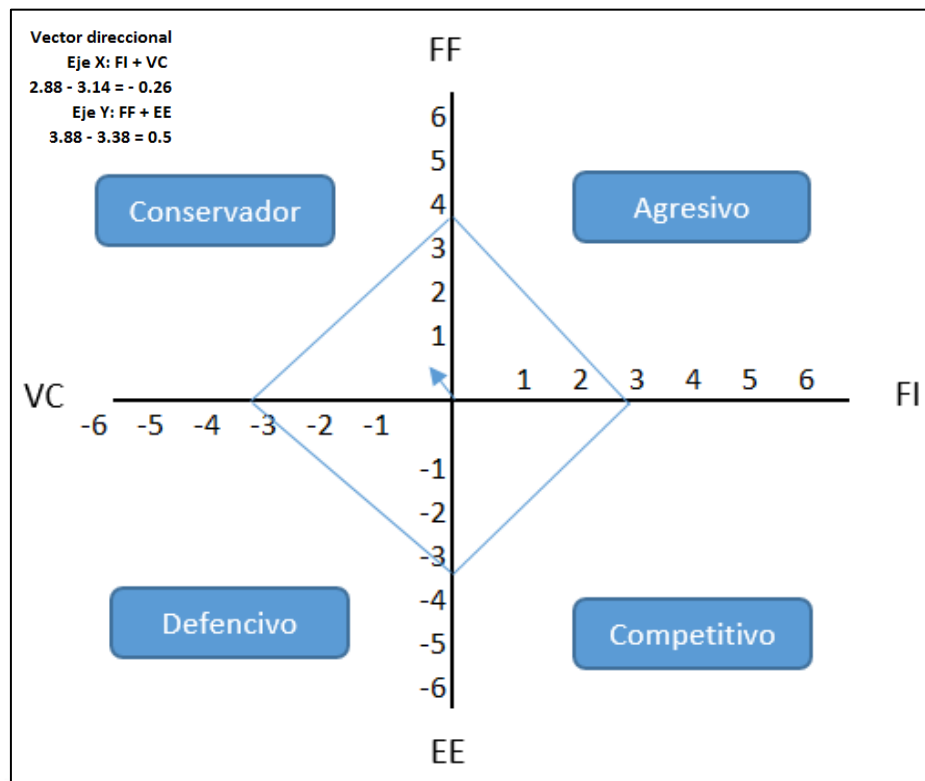 Vector direccional
Eje X: FI + VC
2.88 - 3.14 = - 0.26
Eje Y: FF + EE
3.88 - 3.38 = 0.5
FF
6
5
4
3
2
1
Conservador
Agresivo
VC
1 2 3 4 5 6
FI
-6 -5 -4 -3 -2 -1
-1
-2
-3
-4
-5
-6
Defencivo
Competitivo
EE